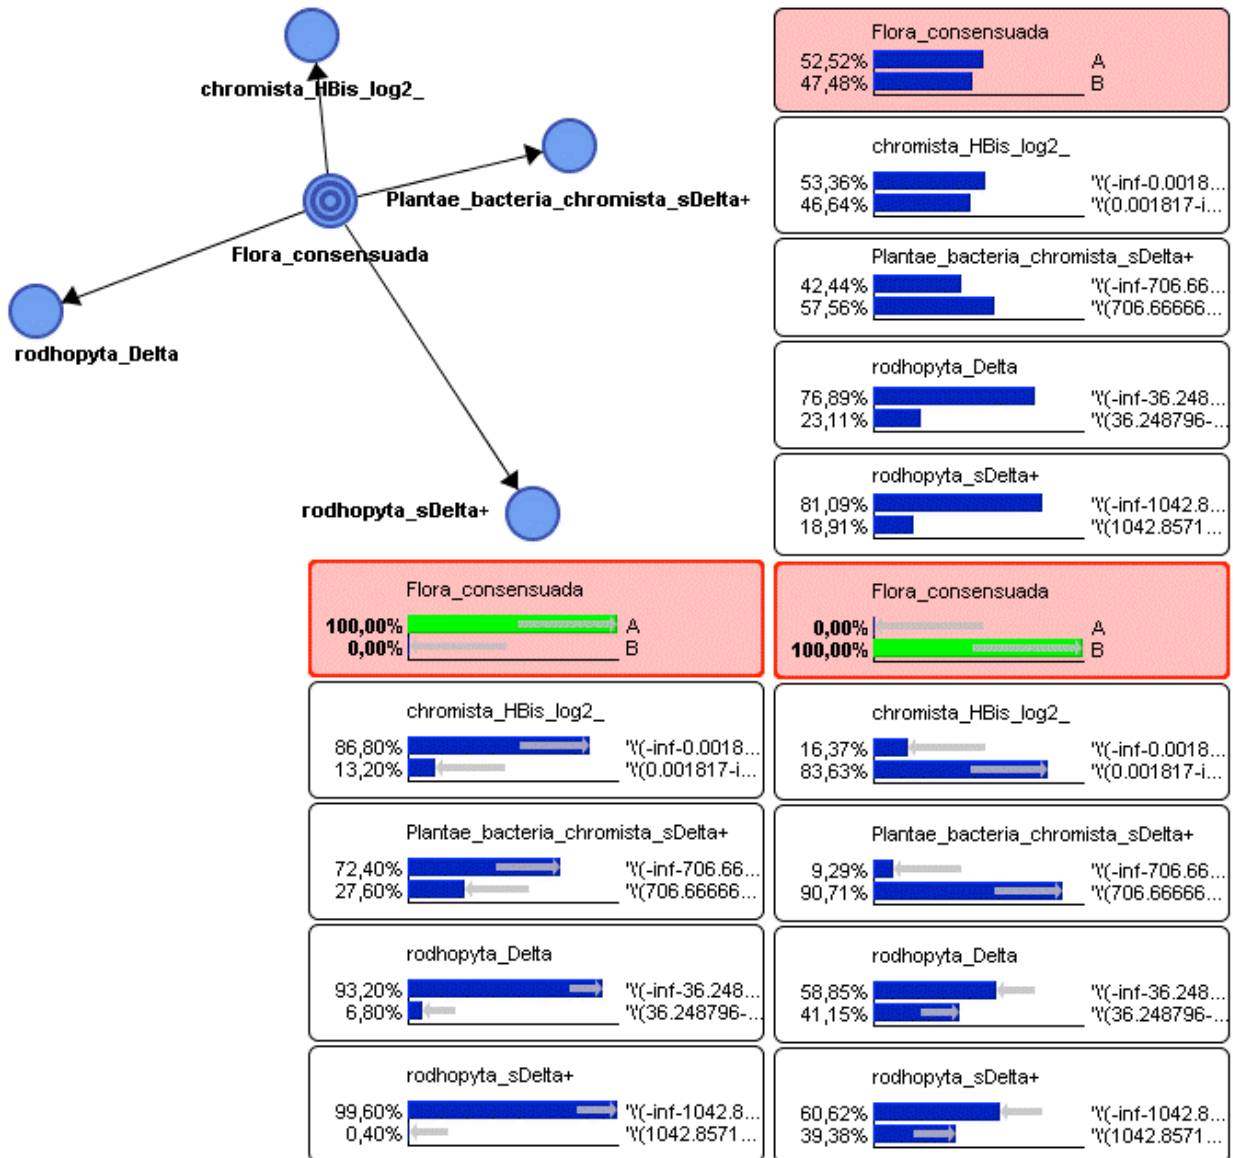 chromista_HBis_log2_
Plantae_bacteria_chromista_sDelta+
Flora_consensuada
rodhopyta_Delta
rodhopyta_sDelta+
Flora_consensuada
52,52% A
47,48% B
chromista_HBis_log2_
53,36% '\'(-inf-0.0018...
46,64% '\'(0.001817-i...
Plantae_bacteria_chromista_sDelta+
42,44% '\'(-inf-706.66...
57,56% '\'(706.66666...
rodhopyta_Delta
76,89% '\'(-inf-36.248...
23,11% '\'(36.248796-...
rodhopyta_sDelta+
81,09% '\'(-inf-1042.8...
18,91% '\'(1042.8571...
Flora_consensuada
100,00% A
0,00% B
chromista_HBis_log2_
86,80% '\'(-inf-0.0018...
13,20% '\'(0.001817-i...
Plantae_bacteria_chromista_sDelta+
72,40% '\'(-inf-706.66...
27,60% '\'(706.66666...
rodhopyta_Delta
93,20% '\'(-inf-36.248...
6,80% '\'(36.248796-...
rodhopyta_sDelta+
99,60% '\'(-inf-1042.8...
0,40% '\'(1042.8571...
Flora_consensuada
0,00% A
100,00% B
chromista_HBis_log2_
16,37% '\'(-inf-0.0018...
83,63% '\'(0.001817-i...
Plantae_bacteria_chromista_sDelta+
9,29% '\'(-inf-706.66...
90,71% '\'(706.66666...
rodhopyta_Delta
58,85% '\'(-inf-36.248...
41,15% '\'(36.248796-...
rodhopyta_sDelta+
60,62% '\'(-inf-1042.8...
39,38% '\'(1042.8571...